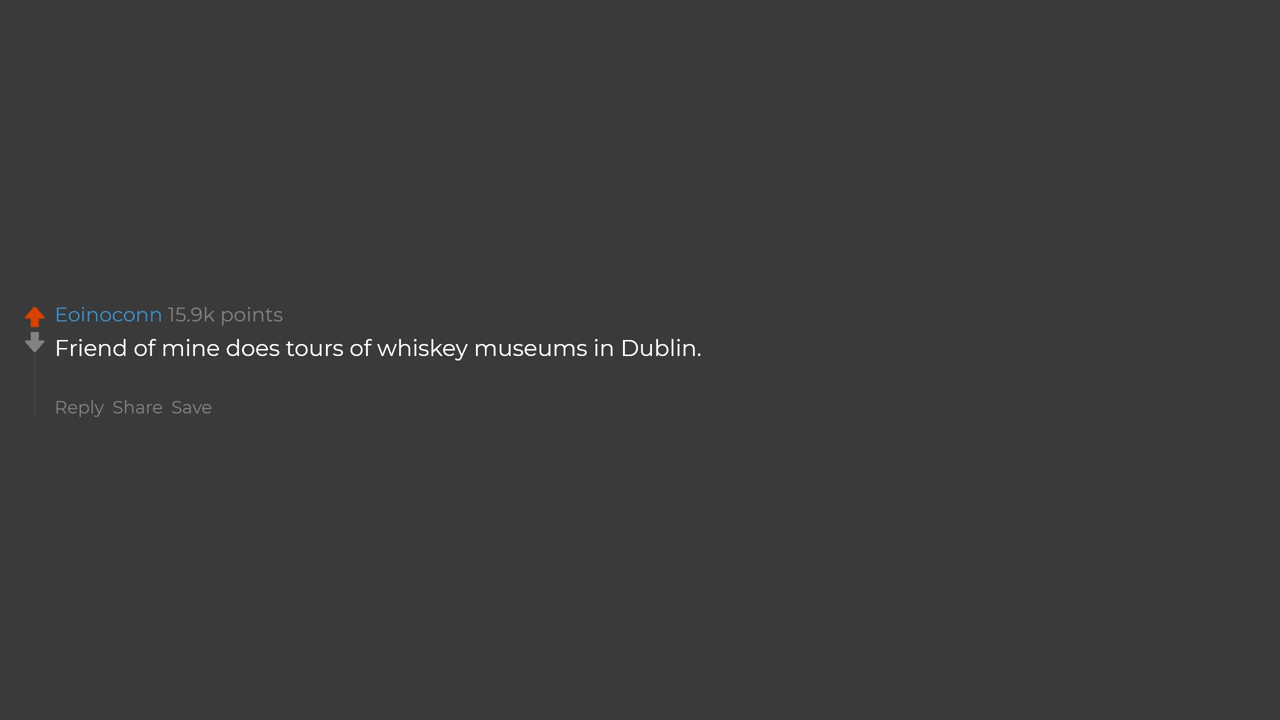 Eoinoconn 15.9k points
Friend of mine does tours of whiskey museums in Dublin.
Reply Share Save